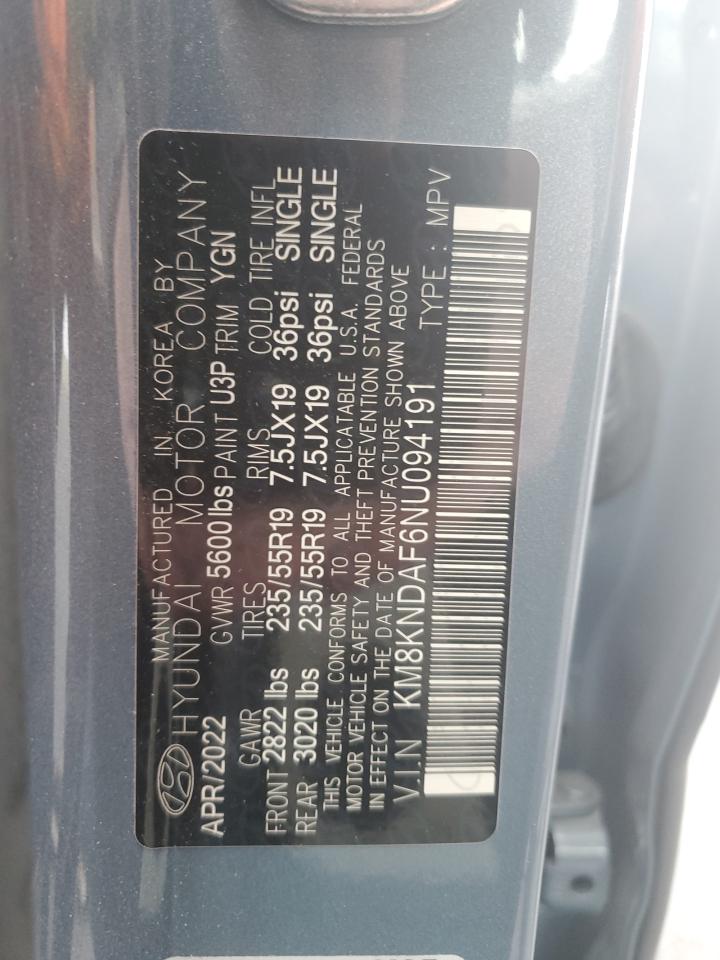 MANUFACTURED IN KOREA BY
HYUNDAI MOTOR COMPANY
APR/2022 GVWR 5600 lbs PAINT U3P TRIM YGN
GAWR TIRES RIMS COLD TIRE INFL
FRONT 2822 lbs 235/55R19 7.5JX19 36psi SINGLE
REAR 3020 lbs 235/55R19 7.5JX19 36psi SINGLE
THIS VEHICLE CONFORMS TO ALL APPLICATABLE U.S.A. FEDERAL
MOTOR VEHICLE SAFETY AND THEFT PREVENTION STANDARDS
IN EFFECT ON THE DATE OF MANUFACTURE SHOWN ABOVE
V.I.N KM8KNDAF6NU094191 TYPE : MPV